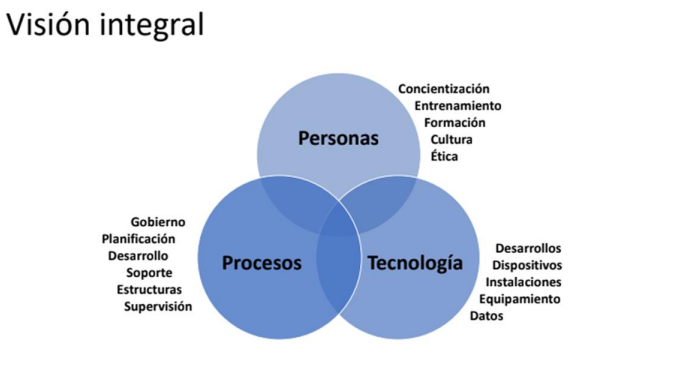 Visión integral
Personas
Concientización
Entrenamiento
Formación
Cultura
Ética
Procesos
Gobierno
Planificación
Desarrollo
Soporte
Estructuras
Supervisión
Tecnología
Desarrollos
Dispositivos
Instalaciones
Equipamiento
Datos